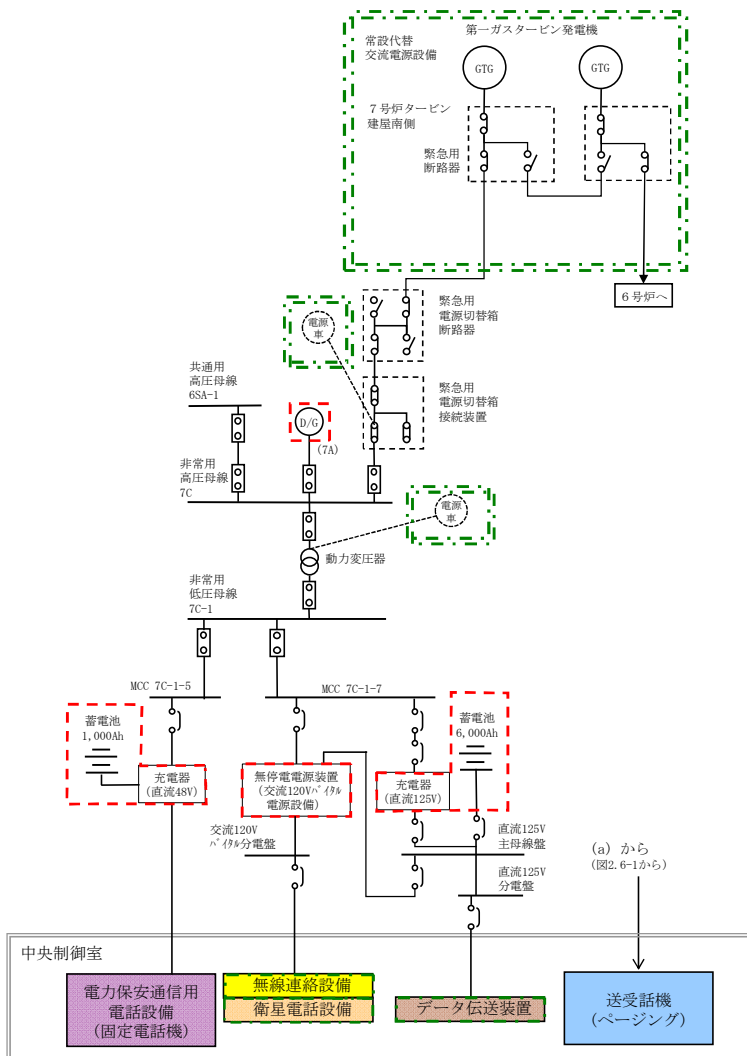 常設代替
交流電源設備
第一ガスタービン発電機
GTG
GTG
7号炉タービン
建屋南側
緊急用
断路器
6号炉へ
緊急用
電源切替箱
断路器
電源
車
共通用
高圧母線
6SA-1
緊急用
電源切替箱
接続装置
D/G
(7A)
非常用
高圧母線
7C
電源
車
動力変圧器
非常用
低圧母線
7C-1
MCC 7C-1-5
MCC 7C-1-7
蓄電池
1,000Ah
蓄電池
6,000Ah
充電器
(直流48V)
無停電電源装置
(交流120Vバイタル
電源設備)
充電器
(直流125V)
交流120V
バイタル分電盤
直流125V
主母線盤
直流125V
分電盤
(a) から
(図2.6-1から)
中央制御室
電力保安通信用
電話設備
(固定電話機)
無線連絡設備
衛星電話設備
データ伝送装置
送受話機
(ページング)